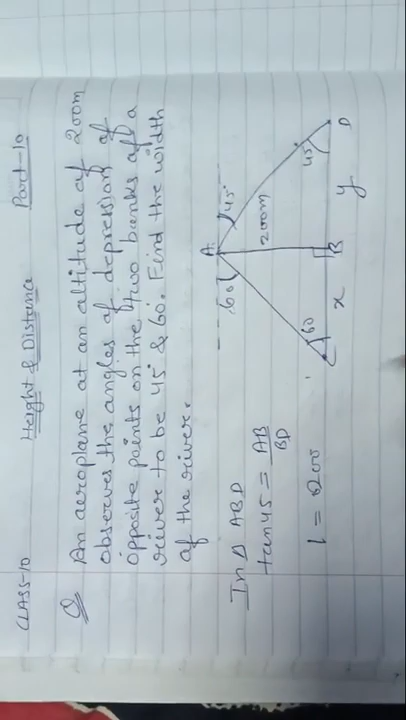 CLASS-10 Height & Distance Part-10
Q An aeroplane at an altitude of 200m
observes the angles of depression of
opposite points on the two banks of a
river to be 45° & 60°. Find the width
of the river.
A
60 45°
200m
60 45
C x B y D
In Δ ABD
tan45 = AB/BD
1 = 200